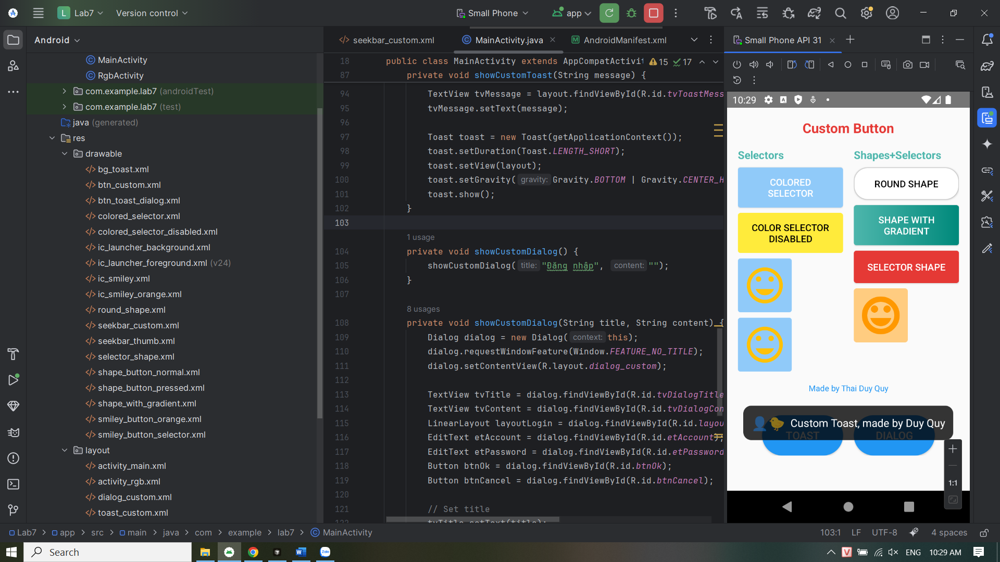 L Lab7
Version control
Small Phone
app
Android
MainActivity
RgbActivity
com.example.lab7 (androidTest)
com.example.lab7 (test)
java (generated)
res
drawable
bg_toast.xml
btn_custom.xml
btn_toast_dialog.xml
colored_selector.xml
colored_selector_disabled.xml
ic_launcher_background.xml
ic_launcher_foreground.xml (v24)
ic_smiley.xml
ic_smiley_orange.xml
round_shape.xml
seekbar_custom.xml
seekbar_thumb.xml
selector_shape.xml
shape_button_normal.xml
shape_button_pressed.xml
shape_with_gradient.xml
smiley_button_orange.xml
smiley_button_selector.xml
layout
activity_main.xml
activity_rgb.xml
dialog_custom.xml
toast_custom.xml
seekbar_custom.xml
MainActivity.java
AndroidManifest.xml
18 public class MainActivity extends AppCompatActivit 15 17
87 private void showCustomToast(String message) {
94 TextView tvMessage = layout.findViewById(R.id.tvToastMess
95 tvMessage.setText(message);
96
97 Toast toast = new Toast(getApplicationContext());
98 toast.setDuration(Toast.LENGTH_SHORT);
99 toast.setView(layout);
100 toast.setGravity( gravity: Gravity.BOTTOM | Gravity.CENTER_H
101 toast.show();
102 }
103
1 usage
104 private void showCustomDialog() {
105 showCustomDialog( title: "Đăng nhập", content: "");
106 }
107
8 usages
108 private void showCustomDialog(String title, String content) {
109 Dialog dialog = new Dialog( context: this);
110 dialog.requestWindowFeature(Window.FEATURE_NO_TITLE);
111 dialog.setContentView(R.layout.dialog_custom);
112
113 TextView tvTitle = dialog.findViewById(R.id.tvDialogTitle
114 TextView tvContent = dialog.findViewById(R.id.tvDialogCon
115 LinearLayout layoutLogin = dialog.findViewById(R.id.layou
116 EditText etAccount = dialog.findViewById(R.id.etAccount);
117 EditText etPassword = dialog.findViewById(R.id.etPassword
118 Button btnOk = dialog.findViewById(R.id.btnOk);
119 Button btnCancel = dialog.findViewById(R.id.btnCancel);
120
121 // Set title
122 tvTitle.setText(title);
Small Phone API 31
10:29
Custom Button
Selectors
COLORED
SELECTOR
COLOR SELECTOR
DISABLED
Shapes+Selectors
ROUND SHAPE
SHAPE WITH
GRADIENT
SELECTOR SHAPE
Made by Thai Duy Quy
Custom Toast, made by Duy Quy
TOAST
DIALOG
1:1
Lab7 > app > src > main > java > com > example > lab7 > MainActivity
103:1 LF UTF-8 4 spaces
Search
Zalo
V
ENG
10:29 AM